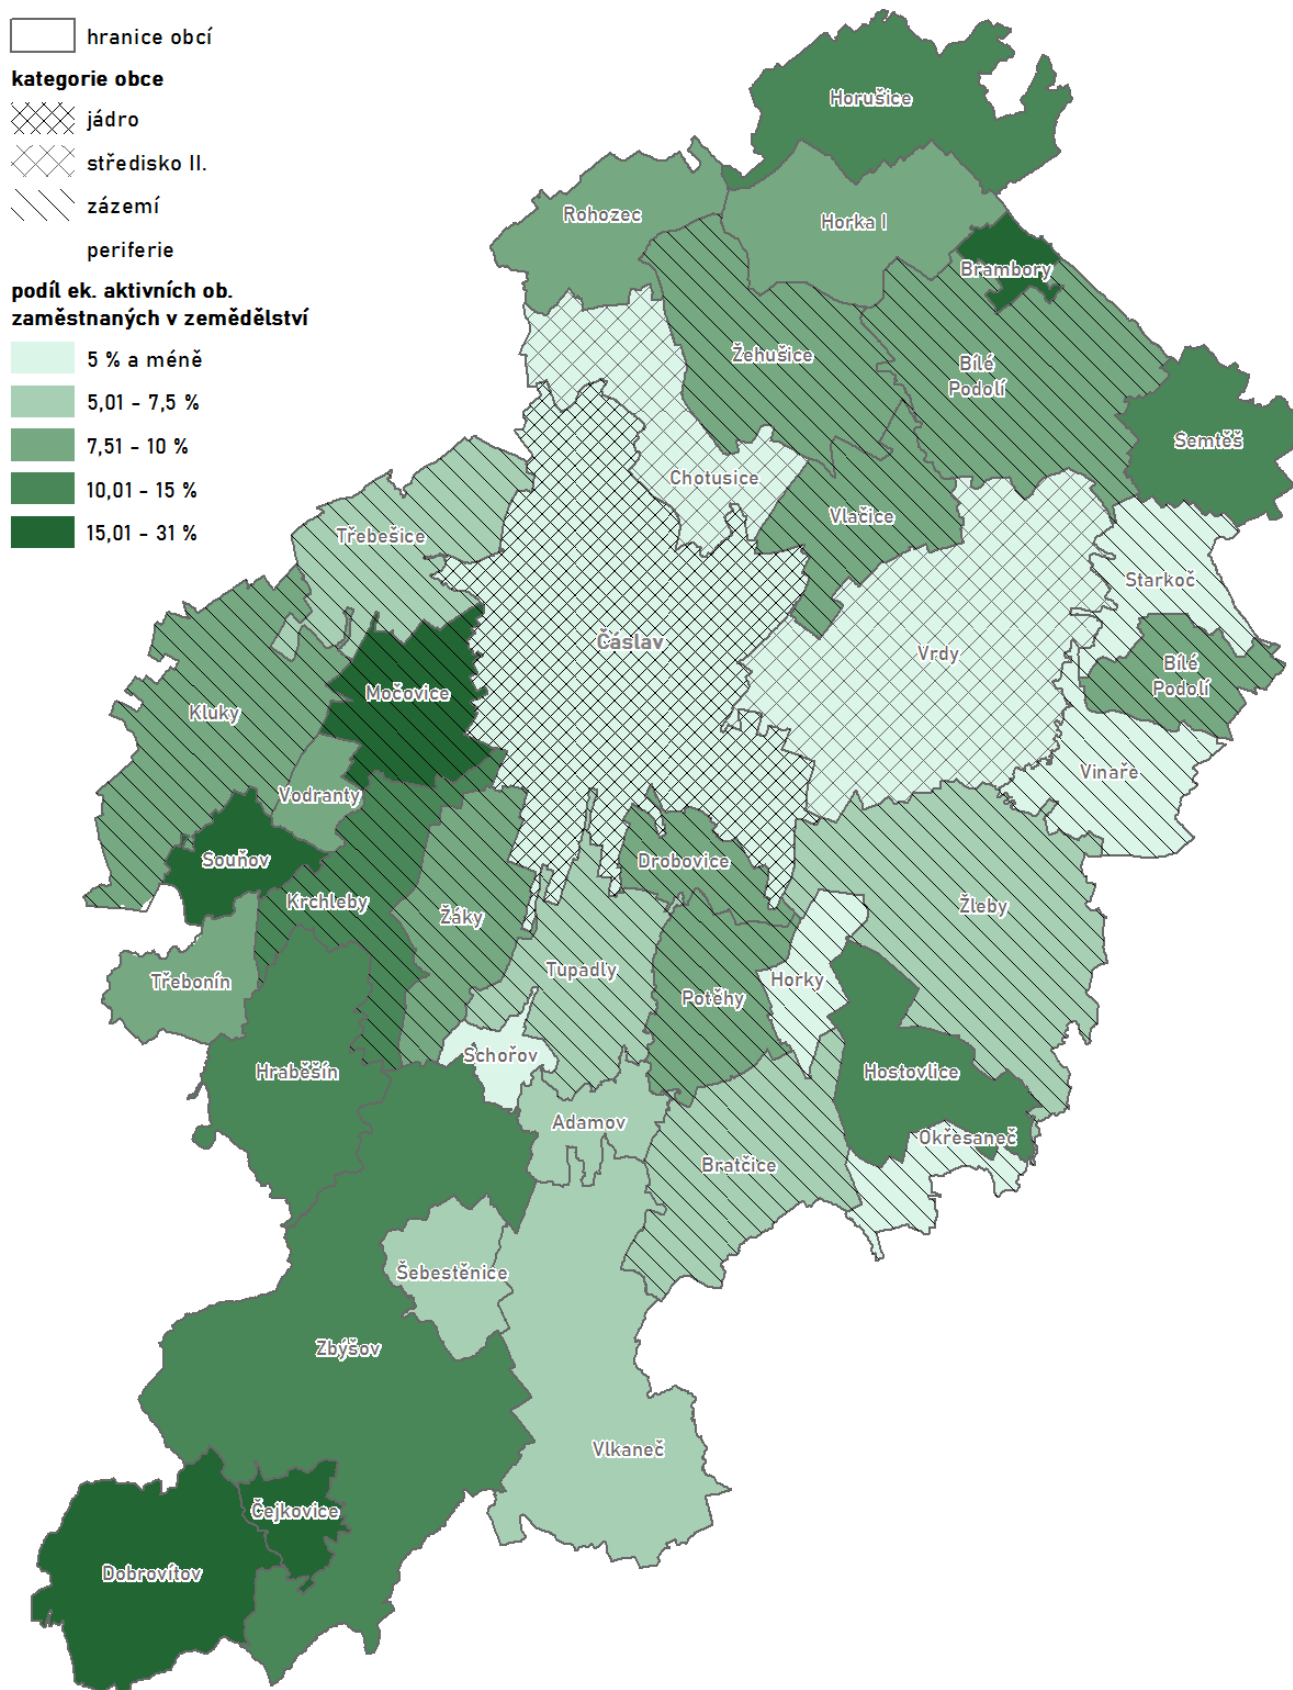 hranice obcí
kategorie obce
jádro
středisko II.
zázemí
periferie
podíl ek. aktivních ob.
zaměstnaných v zemědělství
5 % a méně
5,01 - 7,5 %
7,51 - 10 %
10,01 - 15 %
15,01 - 31 %
Horušice
Rohozec
Horka I
Brambory
Žehušice
Bílé
Podolí
Semtěš
Chotusice
Vlačice
Třebešice
Starkoč
Čáslav
Vrdy
Bílé
Podolí
Močovice
Kluky
Vinaře
Vodranty
Souňov
Drobovice
Krchleby
Žáky
Žleby
Třebonín
Tupadly
Potěhy
Horky
Schořov
Hraběšín
Hostovlice
Adamov
Okřesaneč
Bratčice
Šebestěnice
Zbýšov
Vlkaneč
Čejkovice
Dobrovítov